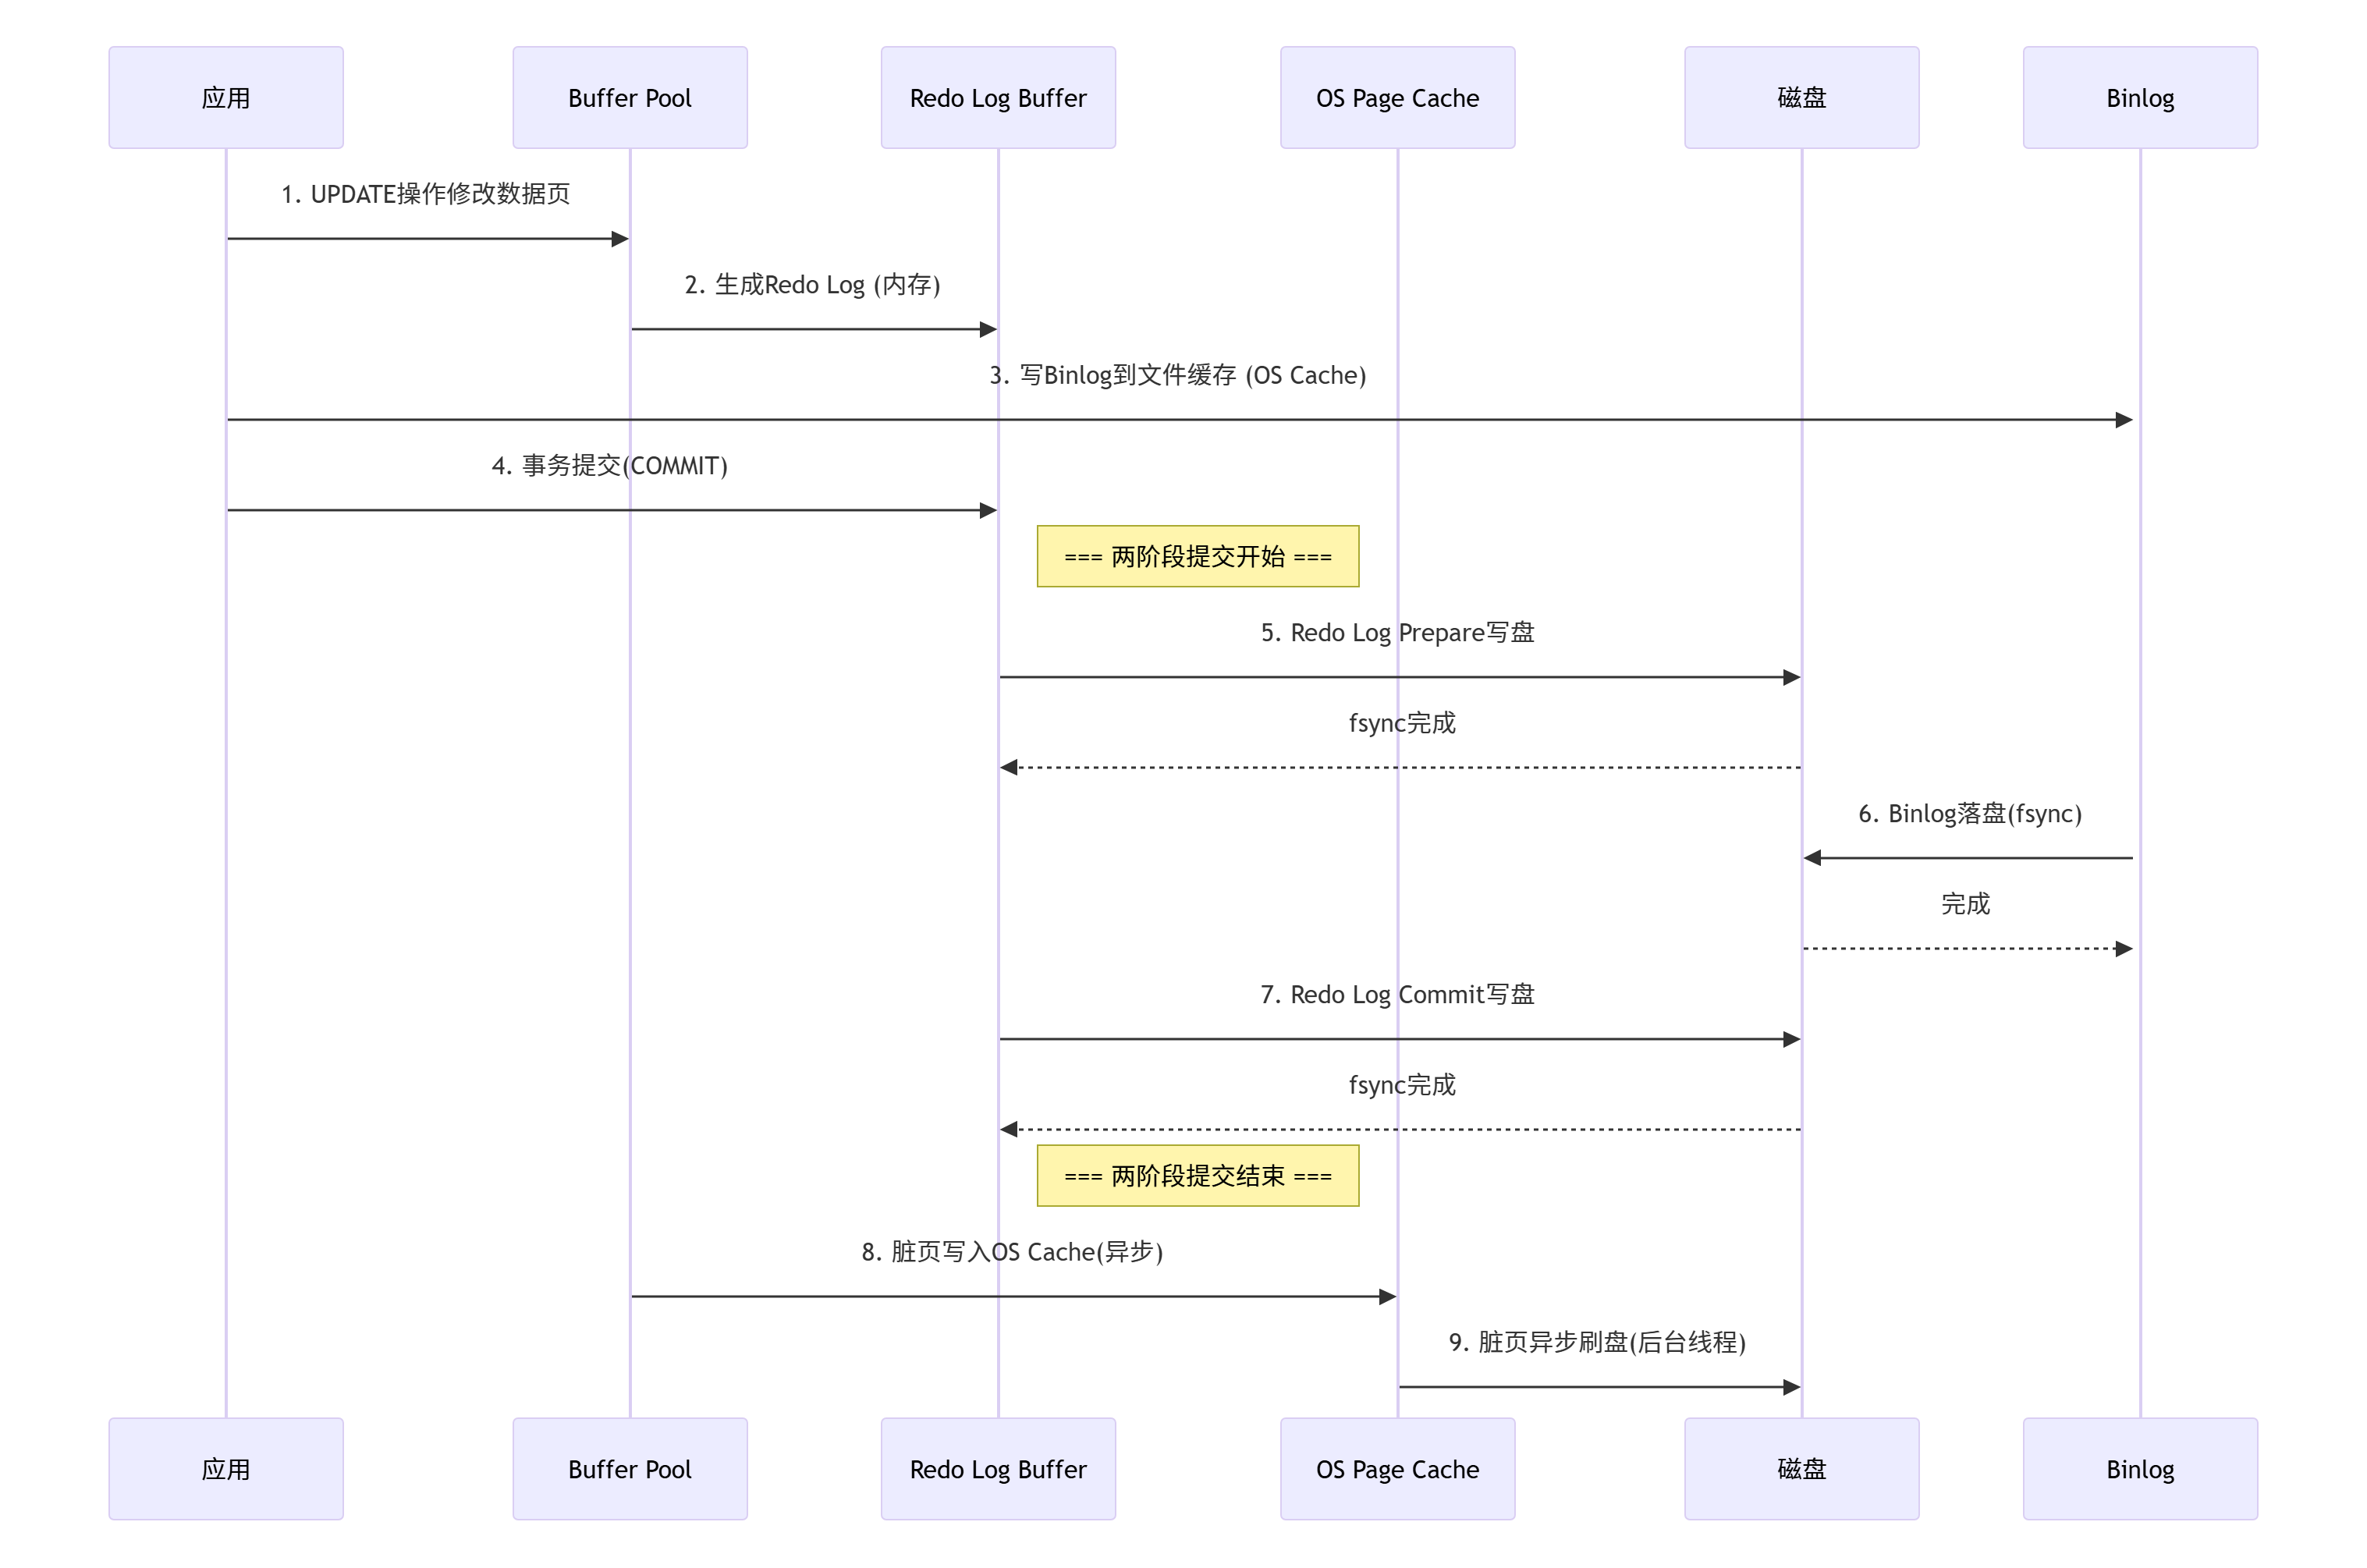 应用
Buffer Pool
Redo Log Buffer
OS Page Cache
磁盘
Binlog
1. UPDATE操作修改数据页
2. 生成Redo Log (内存)
3. 写Binlog到文件缓存 (OS Cache)
4. 事务提交(COMMIT)
=== 两阶段提交开始 ===
5. Redo Log Prepare写盘
fsync完成
6. Binlog落盘(fsync)
完成
7. Redo Log Commit写盘
fsync完成
=== 两阶段提交结束 ===
8. 脏页写入OS Cache(异步)
9. 脏页异步刷盘(后台线程)
应用
Buffer Pool
Redo Log Buffer
OS Page Cache
磁盘
Binlog